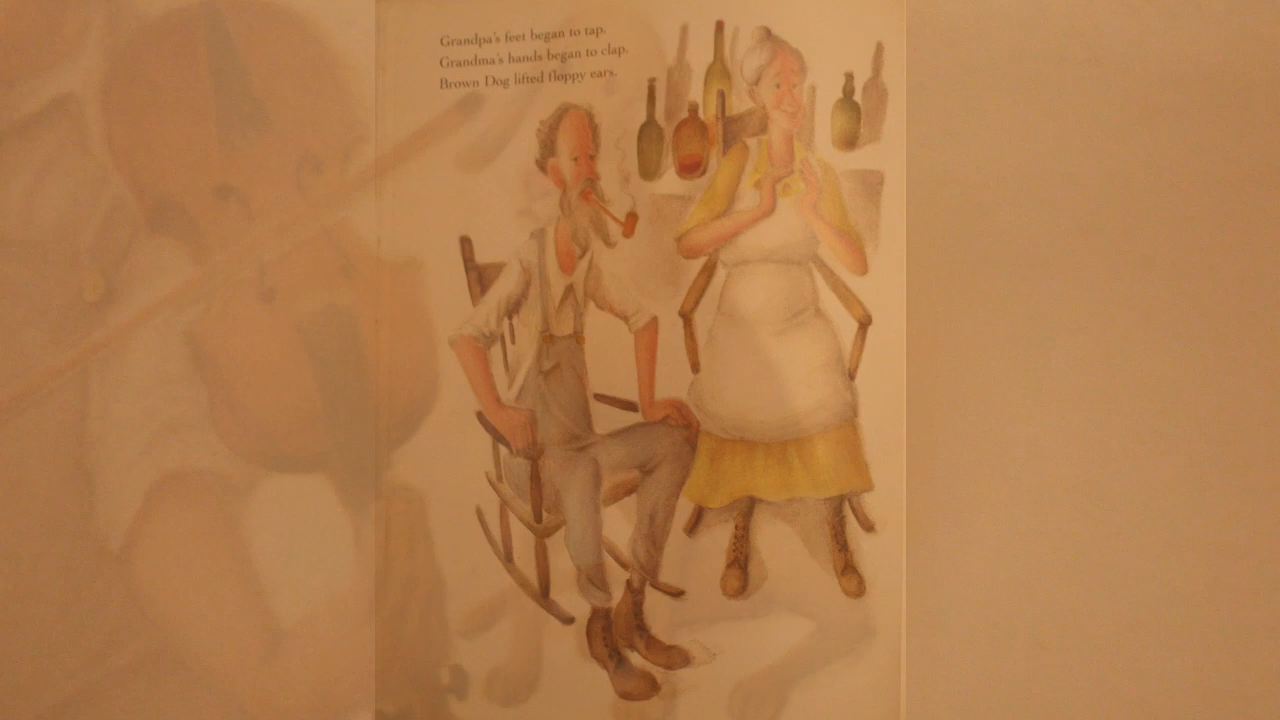 Grandpa's feet began to tap.
Grandma's hands began to clap.
Brown Dog lifted floppy ears.